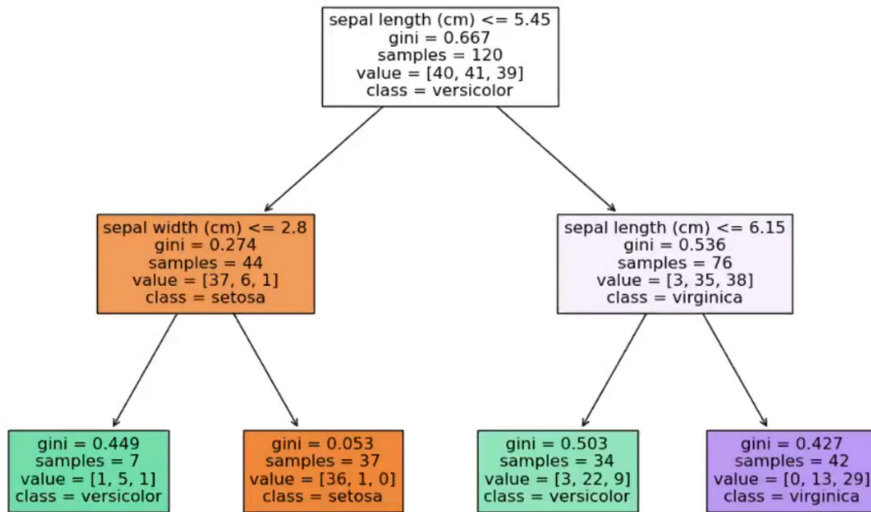 sepal length (cm) <= 5.45
gini = 0.667
samples = 120
value = [40, 41, 39]
class = versicolor
sepal width (cm) <= 2.8
gini = 0.274
samples = 44
value = [37, 6, 1]
class = setosa
sepal length (cm) <= 6.15
gini = 0.536
samples = 76
value = [3, 35, 38]
class = virginica
gini = 0.449
samples = 7
value = [1, 5, 1]
class = versicolor
gini = 0.053
samples = 37
value = [36, 1, 0]
class = setosa
gini = 0.503
samples = 34
value = [3, 22, 9]
class = versicolor
gini = 0.427
samples = 42
value = [0, 13, 29]
class = virginica